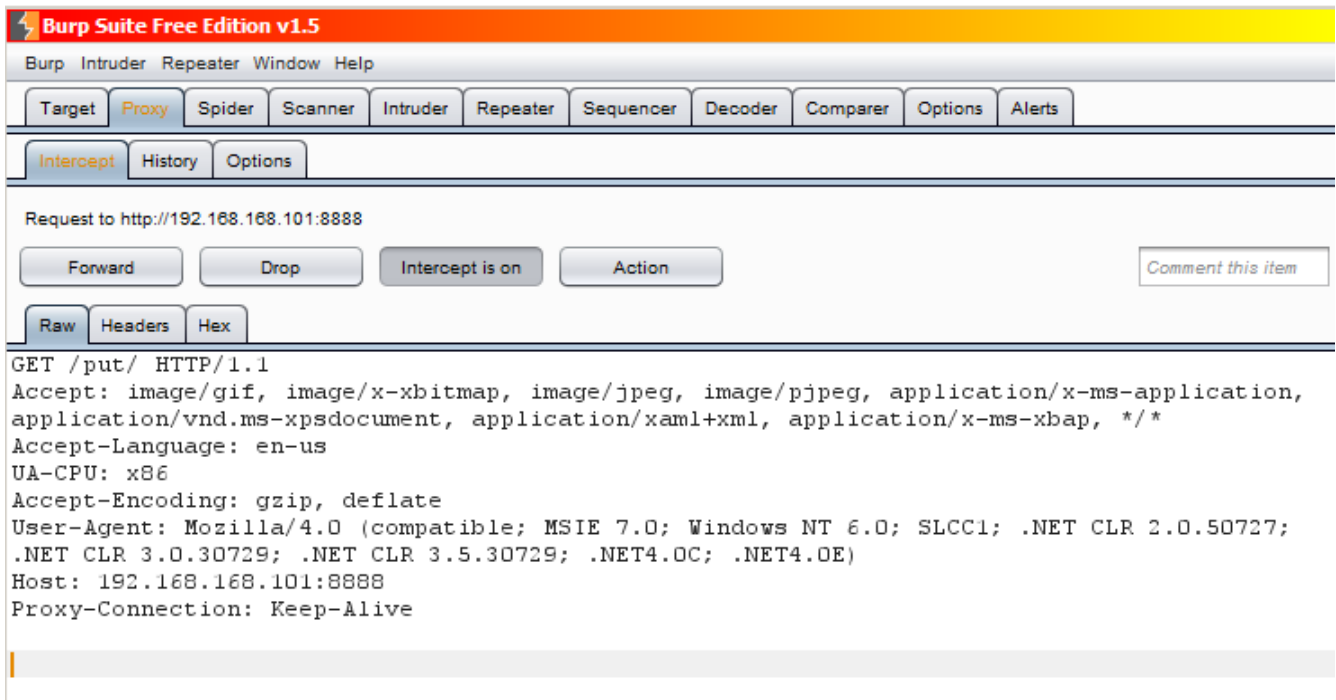 Burp Suite Free Edition v1.5
Burp Intruder Repeater Window Help
Target Proxy Spider Scanner Intruder Repeater Sequencer Decoder Comparer Options Alerts
Intercept History Options
Request to http://192.168.168.101:8888
Forward Drop Intercept is on Action Comment this item
Raw Headers Hex
GET /put/ HTTP/1.1
Accept: image/gif, image/x-xbitmap, image/jpeg, image/pjpeg, application/x-ms-application,
application/vnd.ms-xpsdocument, application/xaml+xml, application/x-ms-xbap, */*
Accept-Language: en-us
UA-CPU: x86
Accept-Encoding: gzip, deflate
User-Agent: Mozilla/4.0 (compatible; MSIE 7.0; Windows NT 6.0; SLCC1; .NET CLR 2.0.50727;
.NET CLR 3.0.30729; .NET CLR 3.5.30729; .NET4.0C; .NET4.0E)
Host: 192.168.168.101:8888
Proxy-Connection: Keep-Alive